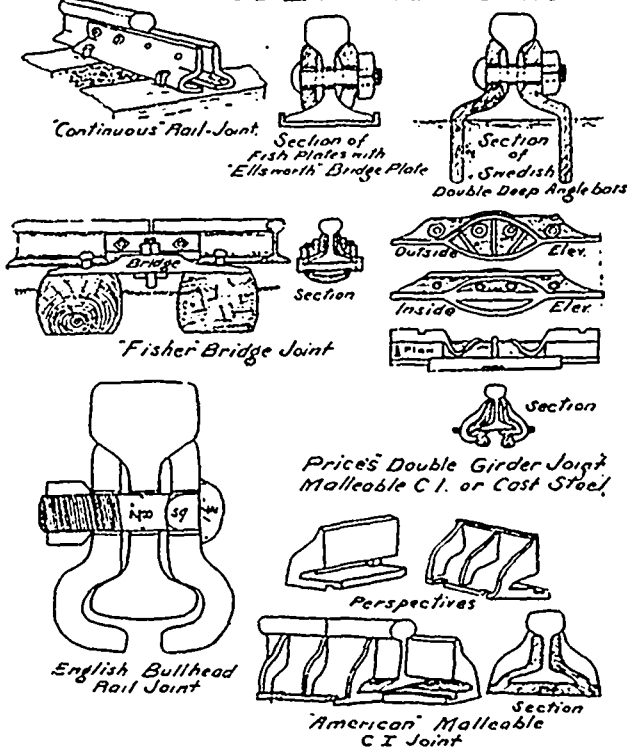 "Continuous" Rail-Joint.
Section of
Fish Plates with
"Ellsworth" Bridge Plate
Section
of
Swedish
Double Deep Angle bars
Bridge
Section
"Fisher" Bridge Joint
Outside Elev.
Inside Elev.
Plan
Section
Price's Double Girder Joint
Malleable C I. or Cast Steel
sq
English Bullhead
Rail Joint
Perspectives
Section
"American" Malleable
C I Joint